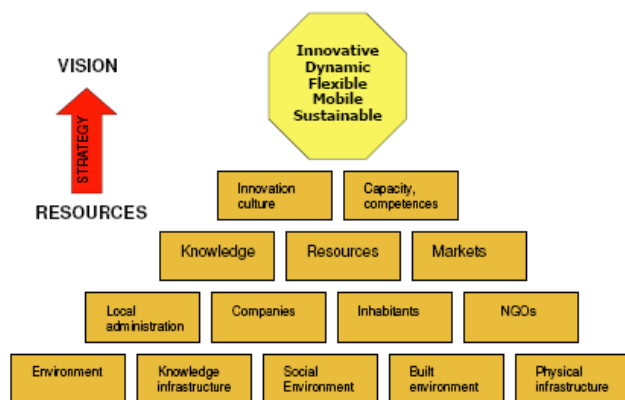 Innovative
Dynamic
Flexible
Mobile
Sustainable
VISION
STRATEGY
RESOURCES
Innovation
culture
Capacity,
competences
Knowledge
Resources
Markets
Local
administration
Companies
Inhabitants
NGOs
Environment
Knowledge
infrastructure
Social
Environment
Built
environment
Physical
infrastructure